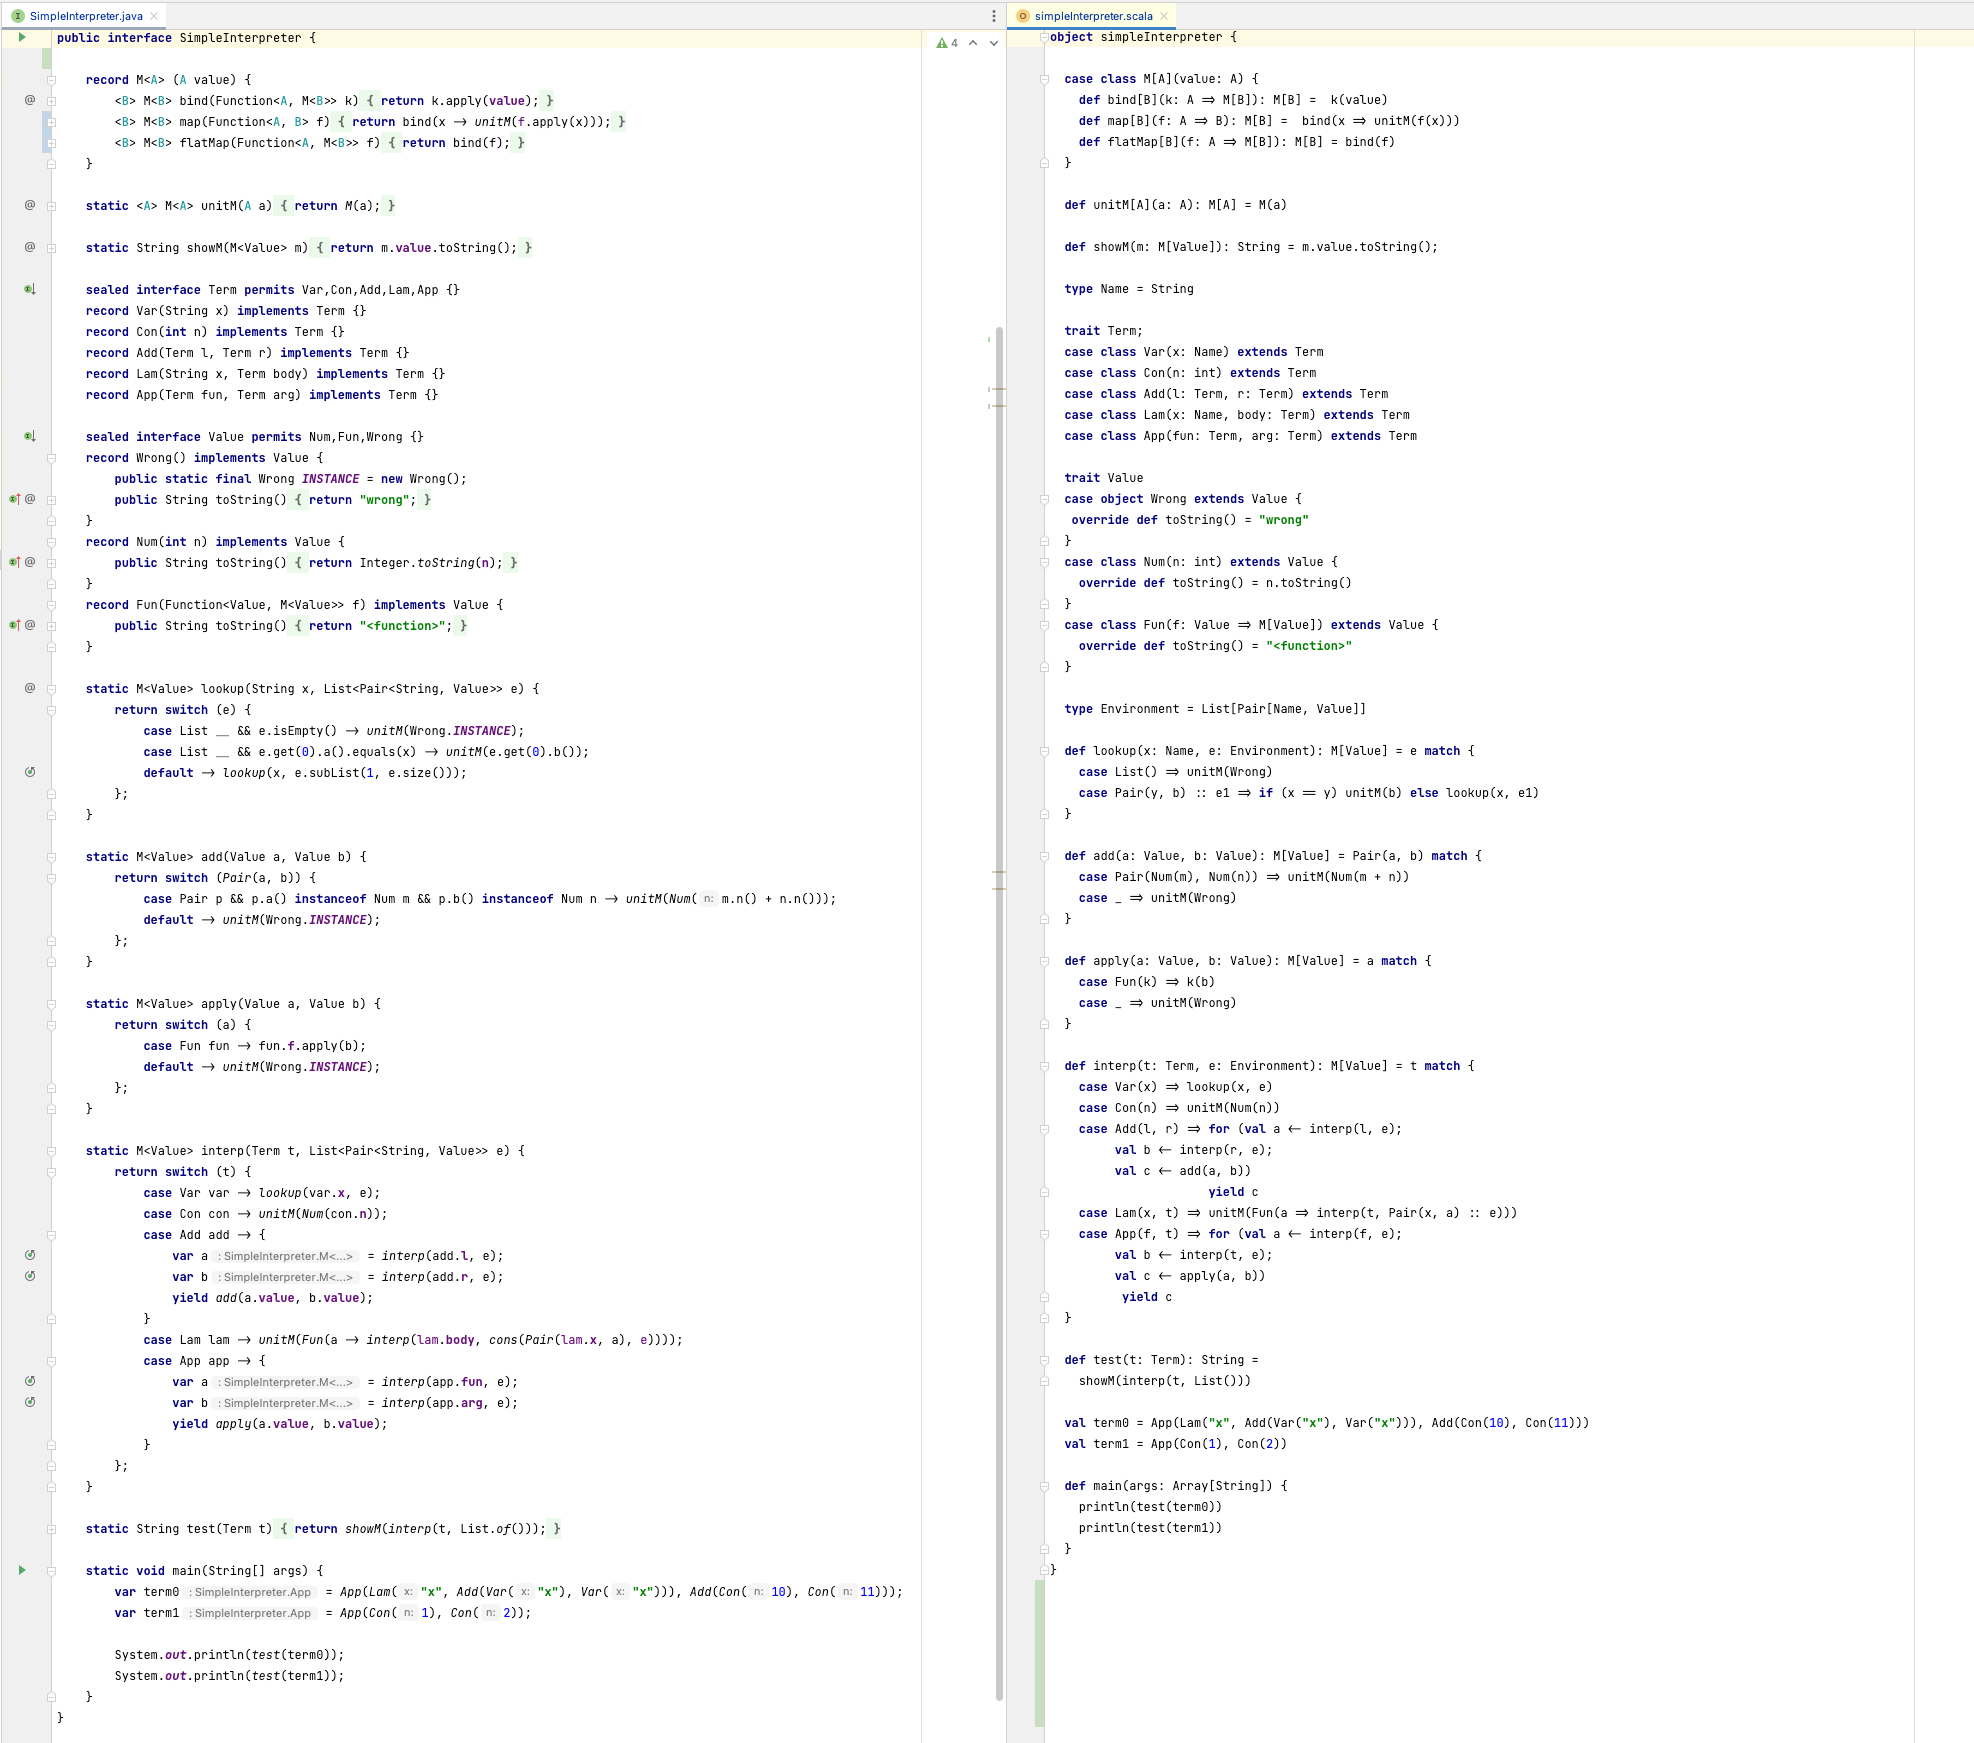 SimpleInterpreter.java
public interface SimpleInterpreter {
4
    record M<A> (A value) {
        <B> M<B> bind(Function<A, M<B>> k) { return k.apply(value); }
        <B> M<B> map(Function<A, B> f) { return bind(x -> unitM(f.apply(x))); }
        <B> M<B> flatMap(Function<A, M<B>> f) { return bind(f); }
    }
    static <A> M<A> unitM(A a) { return M(a); }
    static String showM(M<Value> m) { return m.value.toString(); }
    sealed interface Term permits Var,Con,Add,Lam,App {}
    record Var(String x) implements Term {}
    record Con(int n) implements Term {}
    record Add(Term l, Term r) implements Term {}
    record Lam(String x, Term body) implements Term {}
    record App(Term fun, Term arg) implements Term {}
    sealed interface Value permits Num,Fun,Wrong {}
    record Wrong() implements Value {
        public static final Wrong INSTANCE = new Wrong();
        public String toString() { return "wrong"; }
    }
    record Num(int n) implements Value {
        public String toString() { return Integer.toString(n); }
    }
    record Fun(Function<Value, M<Value>> f) implements Value {
        public String toString() { return "<function>"; }
    }
    static M<Value> lookup(String x, List<Pair<String, Value>> e) {
        return switch (e) {
            case List __ && e.isEmpty() -> unitM(Wrong.INSTANCE);
            case List __ && e.get(0).a().equals(x) -> unitM(e.get(0).b());
            default -> lookup(x, e.subList(1, e.size()));
        };
    }
    static M<Value> add(Value a, Value b) {
        return switch (Pair(a, b)) {
            case Pair p && p.a() instanceof Num m && p.b() instanceof Num n -> unitM(Num( n: m.n() + n.n()));
            default -> unitM(Wrong.INSTANCE);
        };
    }
    static M<Value> apply(Value a, Value b) {
        return switch (a) {
            case Fun fun -> fun.f.apply(b);
            default -> unitM(Wrong.INSTANCE);
        };
    }
    static M<Value> interp(Term t, List<Pair<String, Value>> e) {
        return switch (t) {
            case Var var -> lookup(var.x, e);
            case Con con -> unitM(Num(con.n));
            case Add add -> {
                var a : SimpleInterpreter.M<...> = interp(add.l, e);
                var b : SimpleInterpreter.M<...> = interp(add.r, e);
                yield add(a.value, b.value);
            }
            case Lam lam -> unitM(Fun(a -> interp(lam.body, cons(Pair(lam.x, a), e))));
            case App app -> {
                var a : SimpleInterpreter.M<...> = interp(app.fun, e);
                var b : SimpleInterpreter.M<...> = interp(app.arg, e);
                yield apply(a.value, b.value);
            }
        };
    }
    static String test(Term t) { return showM(interp(t, List.of())); }
    static void main(String[] args) {
        var term0 : SimpleInterpreter.App = App(Lam( x: "x", Add(Var( x: "x"), Var( x: "x"))), Add(Con( n: 10), Con( n: 11)));
        var term1 : SimpleInterpreter.App = App(Con( n: 1), Con( n: 2));
        System.out.println(test(term0));
        System.out.println(test(term1));
    }
}
simpleInterpreter.scala
object simpleInterpreter {
  case class M[A](value: A) {
    def bind[B](k: A => M[B]): M[B] =  k(value)
    def map[B](f: A => B): M[B] =  bind(x => unitM(f(x)))
    def flatMap[B](f: A => M[B]): M[B] = bind(f)
  }
  def unitM[A](a: A): M[A] = M(a)
  def showM(m: M[Value]): String = m.value.toString();
  type Name = String
  trait Term;
  case class Var(x: Name) extends Term
  case class Con(n: int) extends Term
  case class Add(l: Term, r: Term) extends Term
  case class Lam(x: Name, body: Term) extends Term
  case class App(fun: Term, arg: Term) extends Term
  trait Value
  case object Wrong extends Value {
   override def toString() = "wrong"
  }
  case class Num(n: int) extends Value {
    override def toString() = n.toString()
  }
  case class Fun(f: Value => M[Value]) extends Value {
    override def toString() = "<function>"
  }
  type Environment = List[Pair[Name, Value]]
  def lookup(x: Name, e: Environment): M[Value] = e match {
    case List() => unitM(Wrong)
    case Pair(y, b) :: e1 => if (x == y) unitM(b) else lookup(x, e1)
  }
  def add(a: Value, b: Value): M[Value] = Pair(a, b) match {
    case Pair(Num(m), Num(n)) => unitM(Num(m + n))
    case _ => unitM(Wrong)
  }
  def apply(a: Value, b: Value): M[Value] = a match {
    case Fun(k) => k(b)
    case _ => unitM(Wrong)
  }
  def interp(t: Term, e: Environment): M[Value] = t match {
    case Var(x) => lookup(x, e)
    case Con(n) => unitM(Num(n))
    case Add(l, r) => for (val a <- interp(l, e);
         val b <- interp(r, e);
         val c <- add(a, b))
                      yield c
    case Lam(x, t) => unitM(Fun(a => interp(t, Pair(x, a) :: e)))
    case App(f, t) => for (val a <- interp(f, e);
         val b <- interp(t, e);
         val c <- apply(a, b))
          yield c
  }
  def test(t: Term): String =
    showM(interp(t, List()))
  val term0 = App(Lam("x", Add(Var("x"), Var("x"))), Add(Con(10), Con(11)))
  val term1 = App(Con(1), Con(2))
  def main(args: Array[String]) {
    println(test(term0))
    println(test(term1))
  }
}